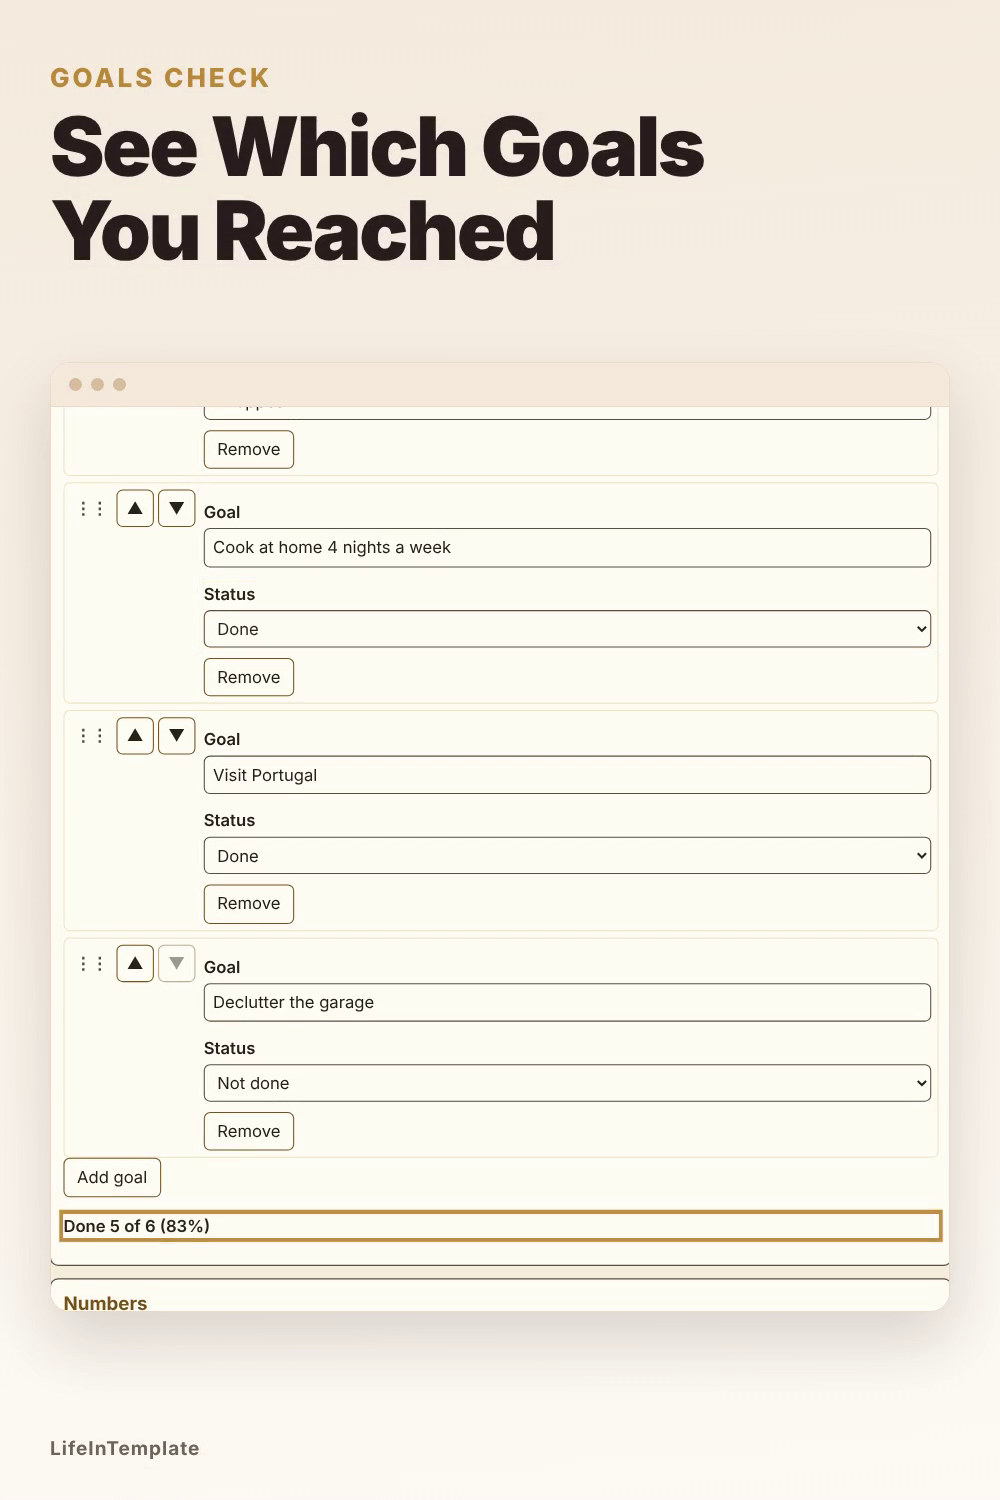 GOALS CHECK
See Which Goals
You Reached
Remove
Goal
Cook at home 4 nights a week
Status
Done
Remove
Goal
Visit Portugal
Status
Done
Remove
Goal
Declutter the garage
Status
Not done
Remove
Add goal
Done 5 of 6 (83%)
Numbers
LifeInTemplate